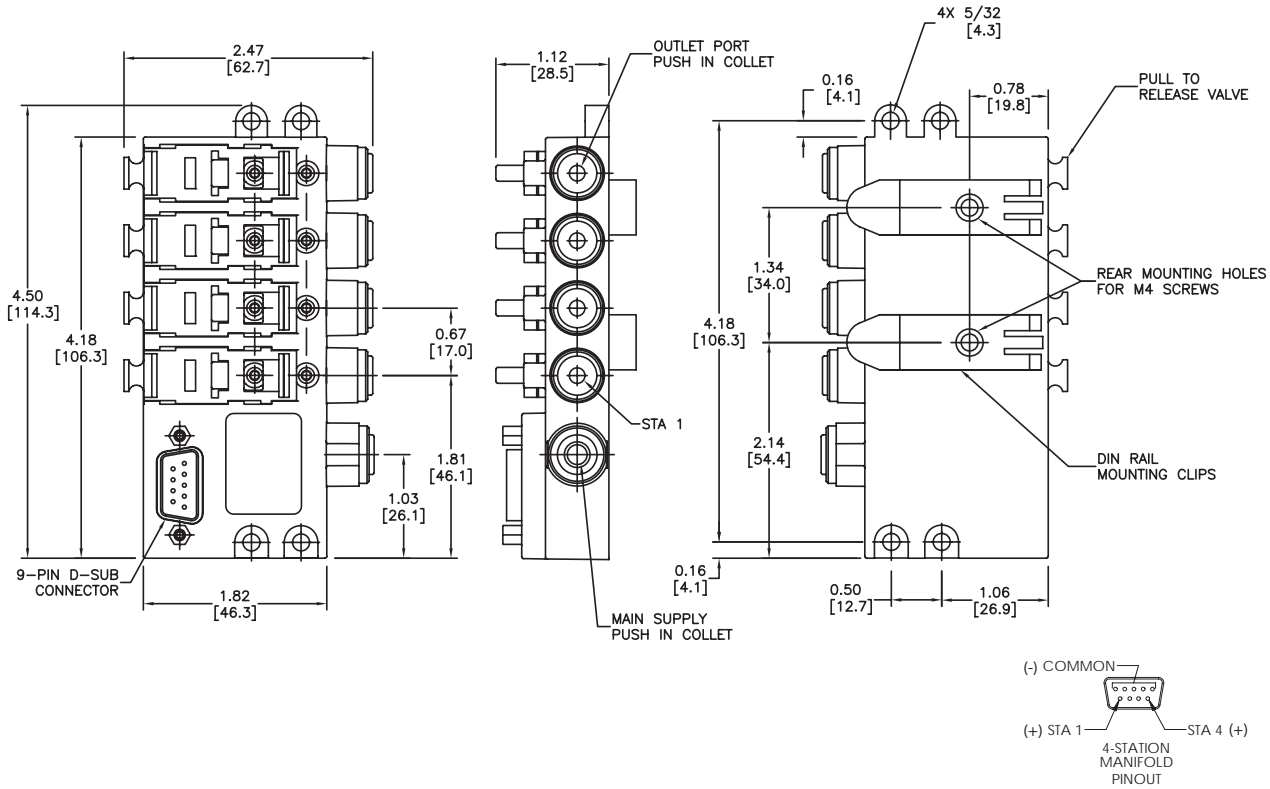 2.47
[62.7]
4.50
[114.3]
4.18
[106.3]
0.67
[17.0]
1.81
[46.1]
1.03
[26.1]
9-PIN D-SUB
CONNECTOR
1.82
[46.3]
1.12
[28.5]
OUTLET PORT
PUSH IN COLLET
STA 1
MAIN SUPPLY
PUSH IN COLLET
4X 5/32
[4.3]
0.16
[4.1]
0.78
[19.8]
PULL TO
RELEASE VALVE
1.34
[34.0]
4.18
[106.3]
REAR MOUNTING HOLES
FOR M4 SCREWS
2.14
[54.4]
DIN RAIL
MOUNTING CLIPS
0.16
[4.1]
0.50
[12.7]
1.06
[26.9]
(-) COMMON
(+) STA 1
STA 4 (+)
4-STATION
MANIFOLD
PINOUT